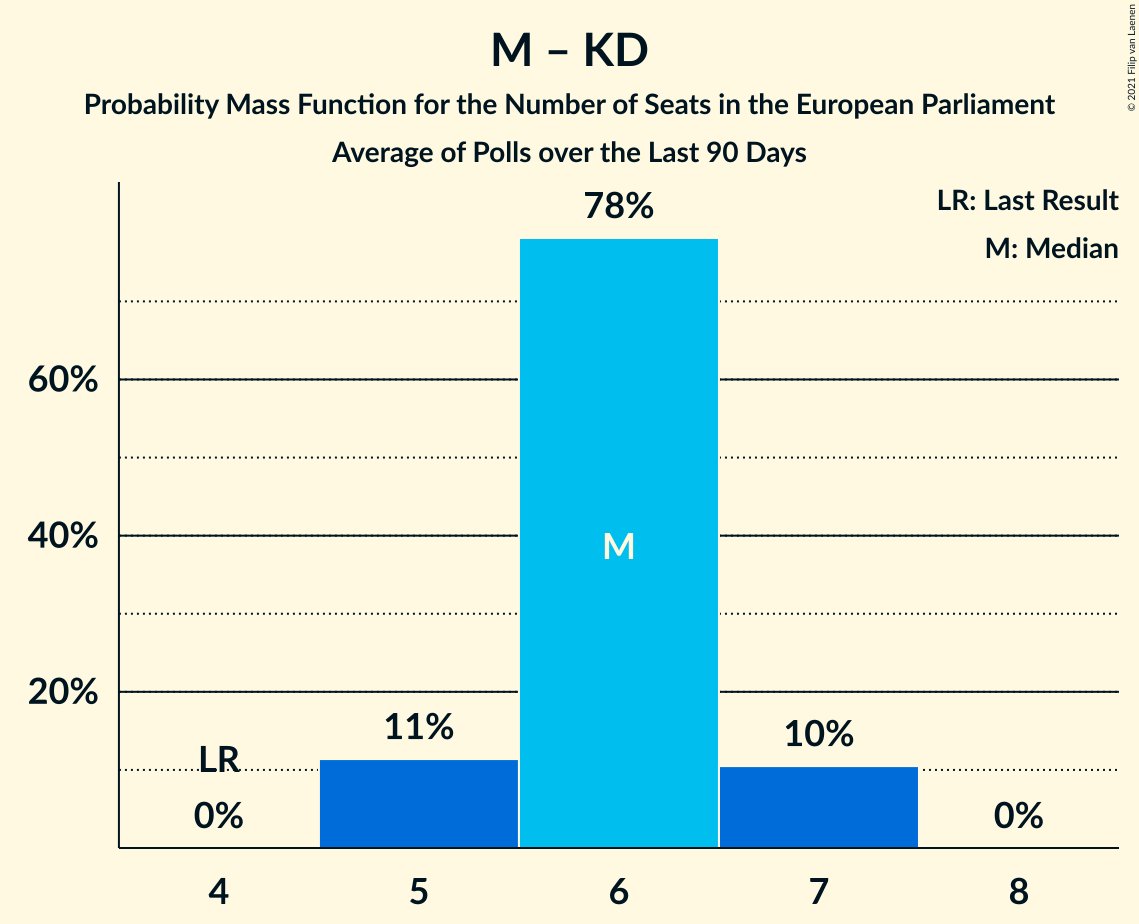 M – KD
Probability Mass Function for the Number of Seats in the European Parliament
Average of Polls over the Last 90 Days
© 2021 Filip van Laenen
LR: Last Result
M: Median
78%
60%
40%
M
20%
11%
10%
LR
0%
0%
4 5 6 7 8